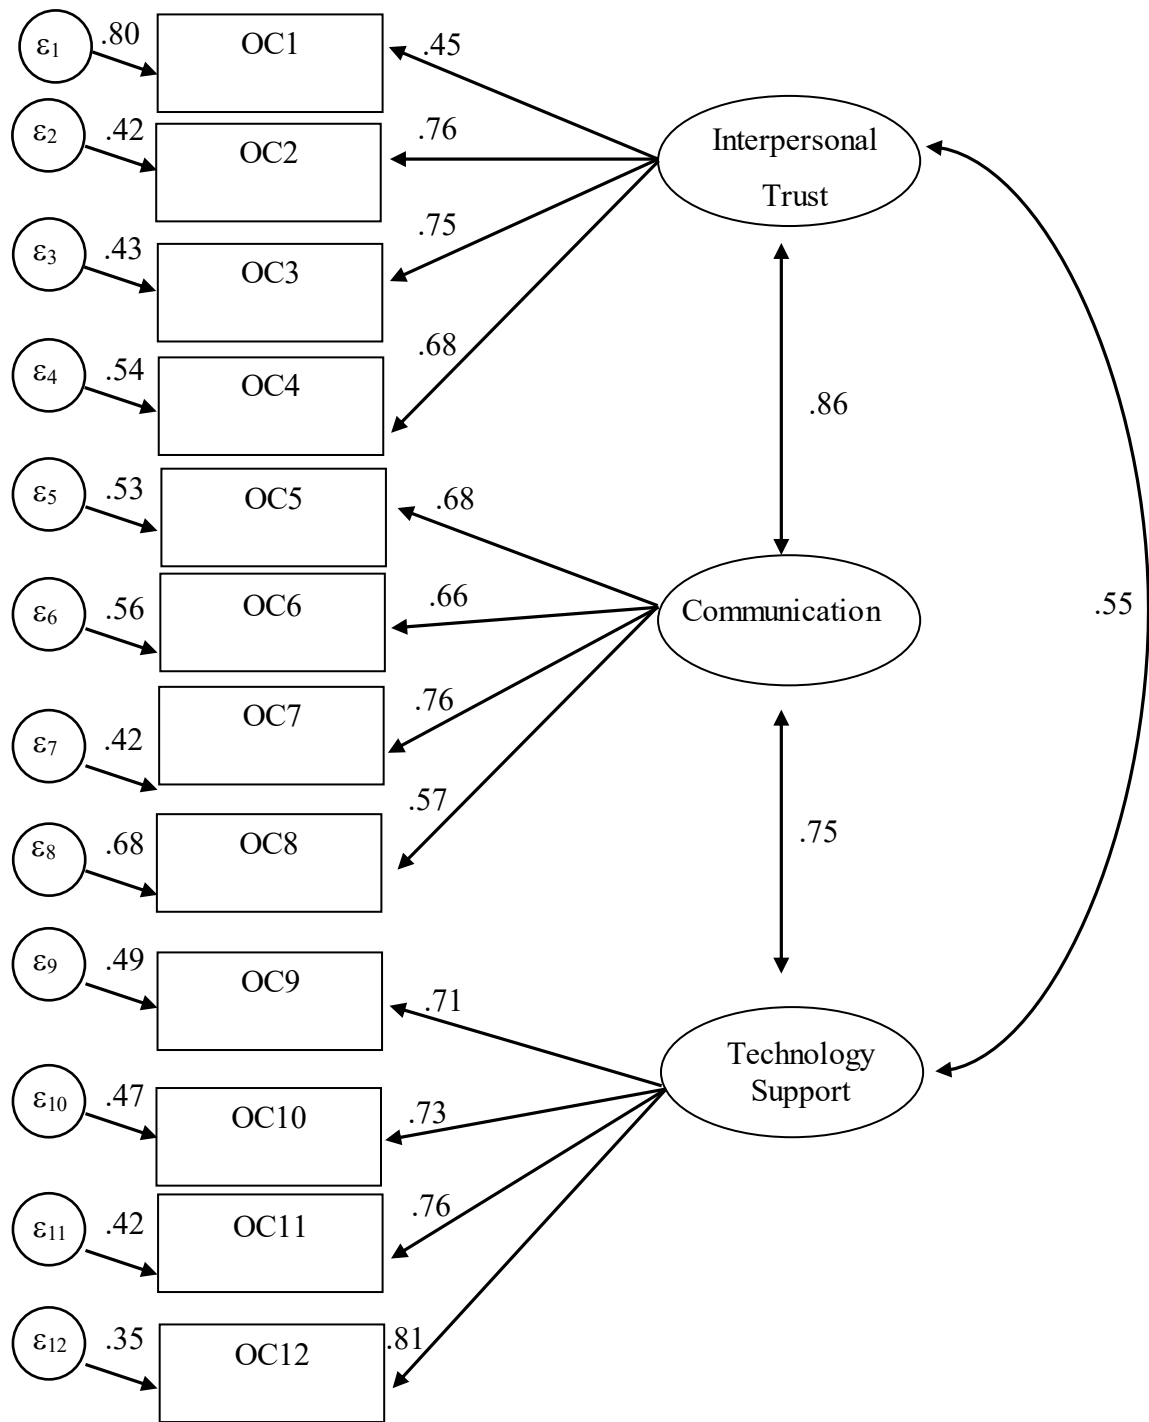 ε1 .80 OC1 .45
ε2 .42 OC2 .76
Interpersonal
Trust
ε3 .43 OC3 .75
ε4 .54 OC4 .68
.86
ε5 .53 OC5 .68
ε6 .56 OC6 .66
Communication
.55
ε7 .42 OC7 .76
ε8 .68 OC8 .57
.75
ε9 .49 OC9 .71
Technology
Support
ε10 .47 OC10 .73
ε11 .42 OC11 .76
ε12 .35 OC12 .81